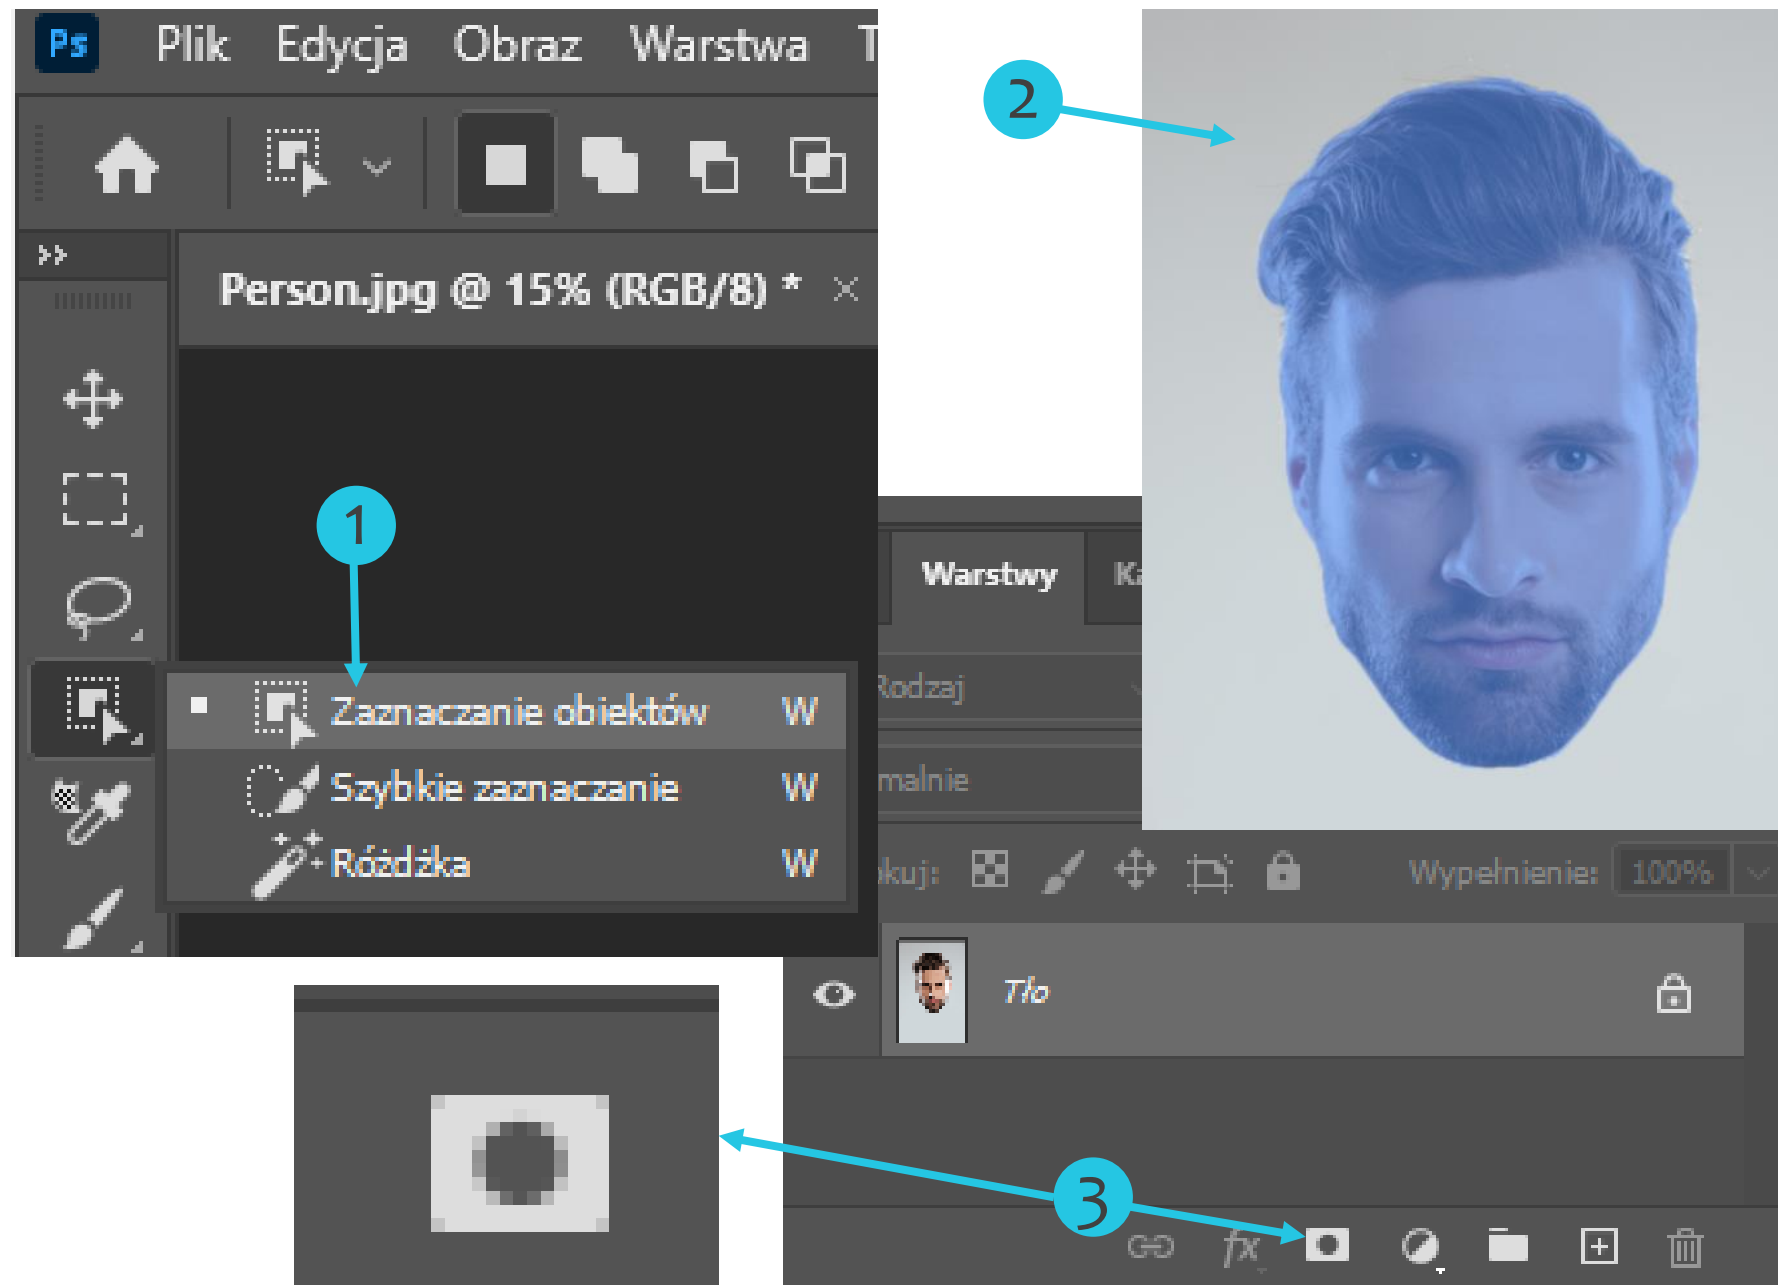 Ps Plik Edycja Obraz Warstwa
Person.jpg @ 15% (RGB/8) * ×
1
Zaznaczanie obiektów W
Szybkie zaznaczanie W
Różdżka W
2
Warstwy
Rodzaj
malnie
kuj: Wypełnienie: 100%
Tło
3
fx